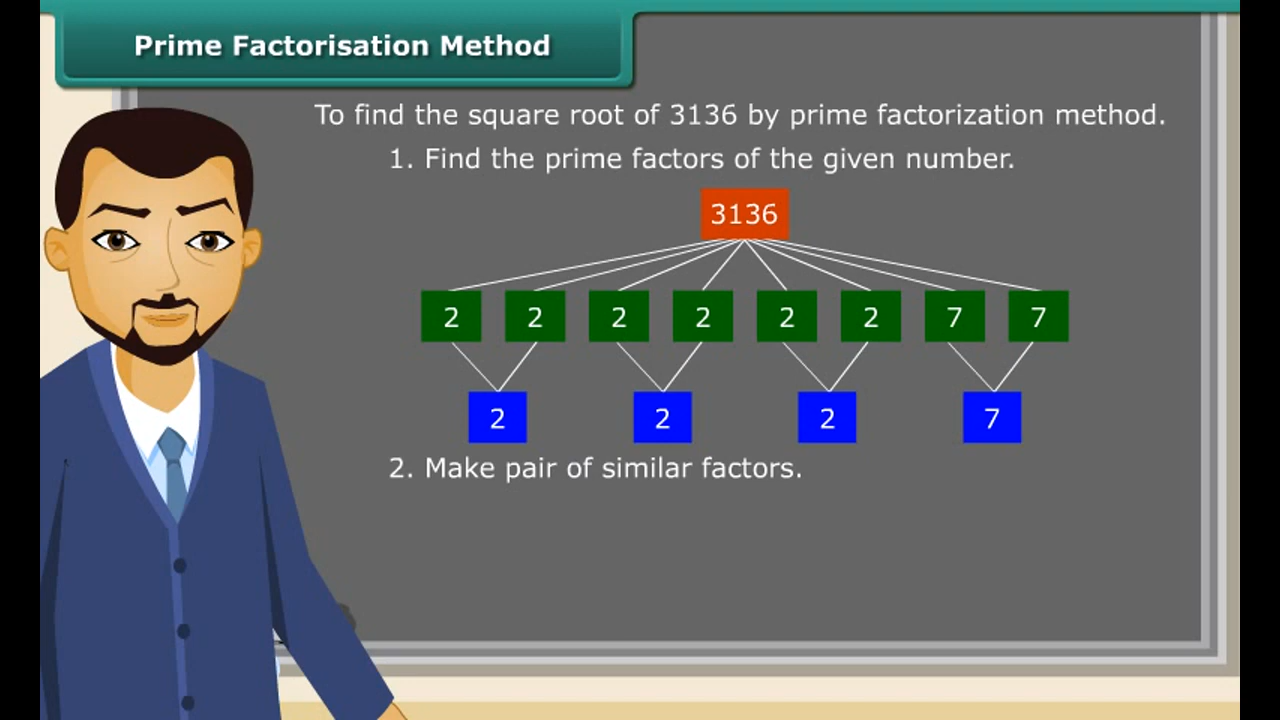 Prime Factorisation Method
To find the square root of 3136 by prime factorization method.
1. Find the prime factors of the given number.
3136
2 2 2 2 2 2 7 7
2 2 2 7
2. Make pair of similar factors.